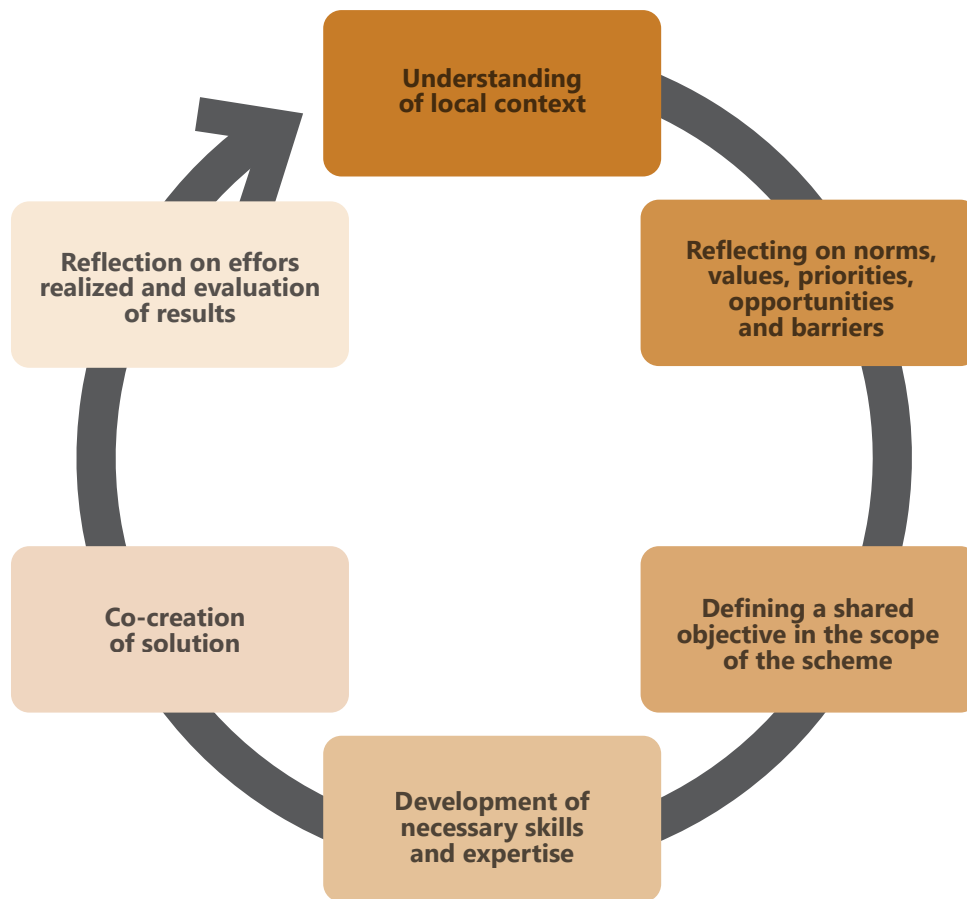 Understanding
of local context
Reflecting on norms,
values, priorities,
opportunities
and barriers
Defining a shared
objective in the scope
of the scheme
Development of
necessary skills
and expertise
Co-creation
of solution
Reflection on effors
realized and evaluation
of results